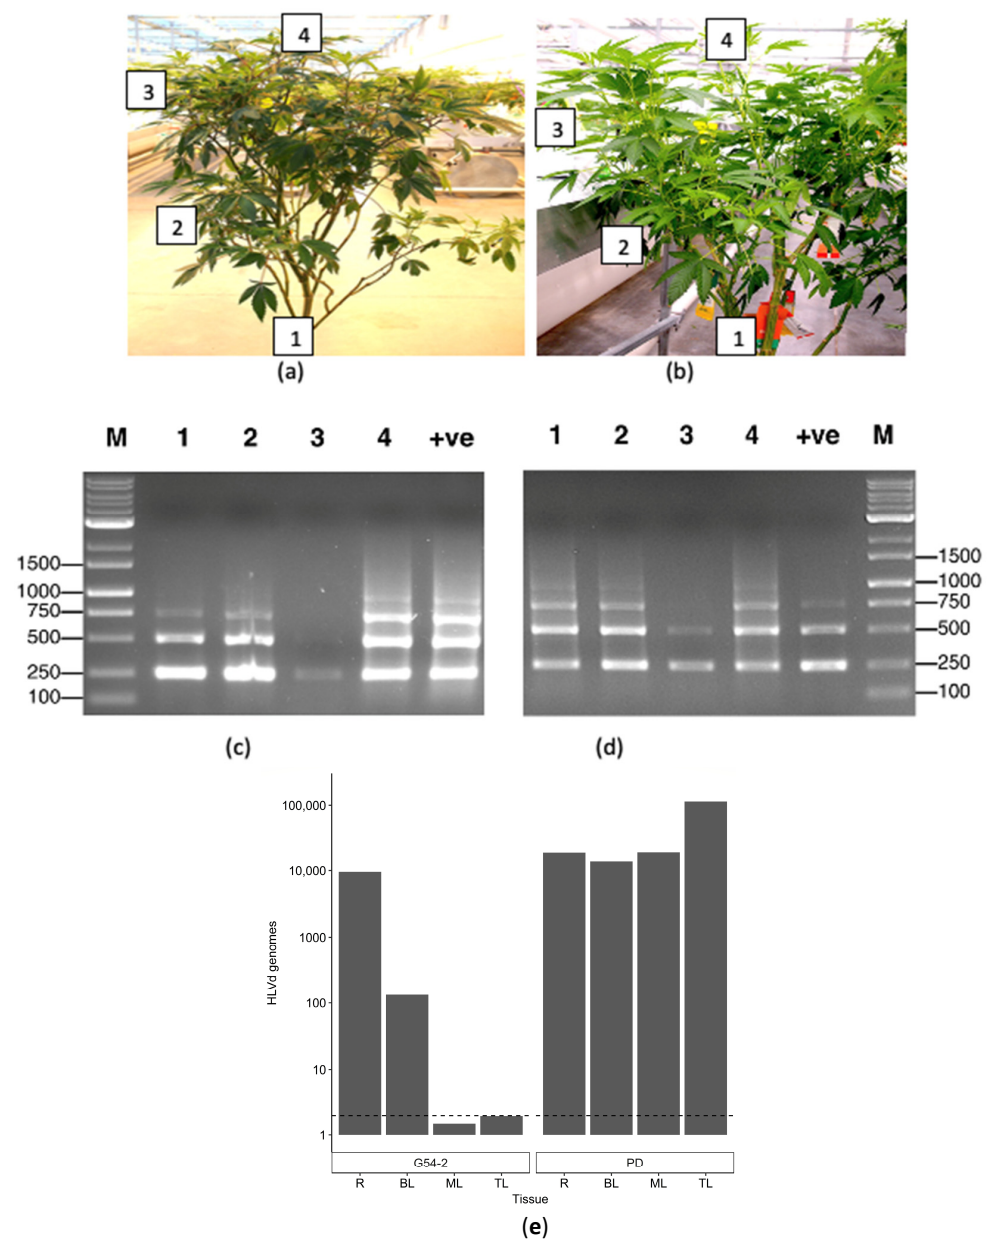 4
3
2
1
(a)
4
3
2
1
(b)
M 1 2 3 4 +ve
1500
1000
750
500
250
100
(c)
1 2 3 4 +ve M
1500
1000
750
500
250
100
(d)
100,000
10,000
1000
100
10
1
HLVd genomes
G54-2 PD
R BL ML TL R BL ML TL
Tissue
(e)